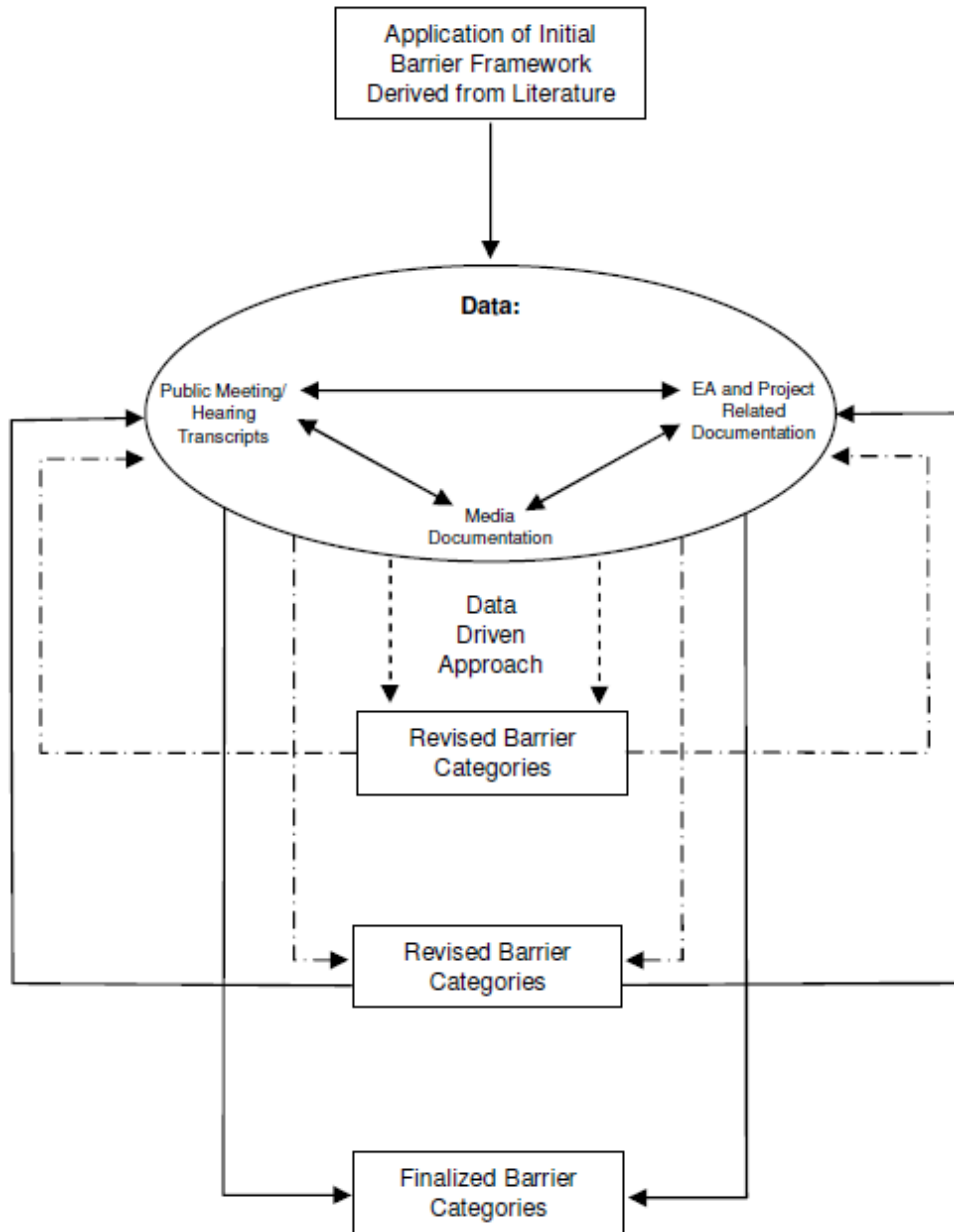 Application of Initial
Barrier Framework
Derived from Literature
Data:
Public Meeting/
Hearing
Transcripts
EA and Project
Related
Documentation
Media
Documentation
Data
Driven
Approach
Revised Barrier
Categories
Revised Barrier
Categories
Finalized Barrier
Categories